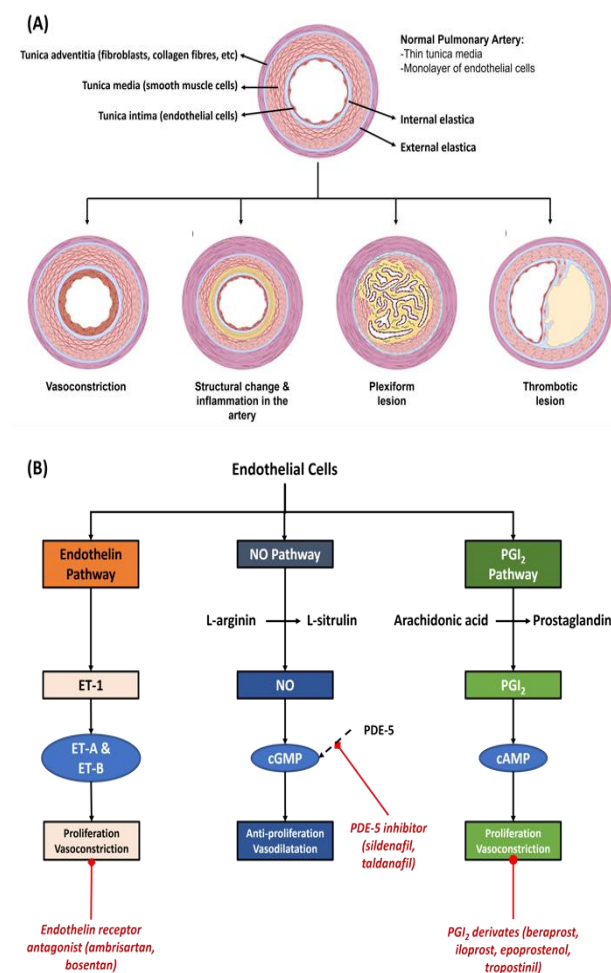 (A)
Normal Pulmonary Artery:
-Thin tunica media
-Monolayer of endothelial cells
Tunica adventitia (fibroblasts, collagen fibres, etc)
Tunica media (smooth muscle cells)
Tunica intima (endothelial cells)
Internal elastica
External elastica
Vasoconstriction
Structural change &
inflammation in the
artery
Plexiform
lesion
Thrombotic
lesion
(B)
Endothelial Cells
Endothelin
Pathway
NO Pathway
PGI₂
Pathway
L-arginin
L-sitrulin
Arachidonic acid
Prostaglandin
ET-1
NO
PGI₂
ET-A &
ET-B
cGMP
PDE-5
cAMP
Proliferation
Vasoconstriction
Anti-proliferation
Vasodilatation
Proliferation
Vasoconstriction
PDE-5 inhibitor
(sildenafil,
taldanafil)
Endothelin receptor
antagonist (ambrisartan,
bosentan)
PGI₂ derivates (beraprost,
iloprost, epoprostenol,
tropostinil)